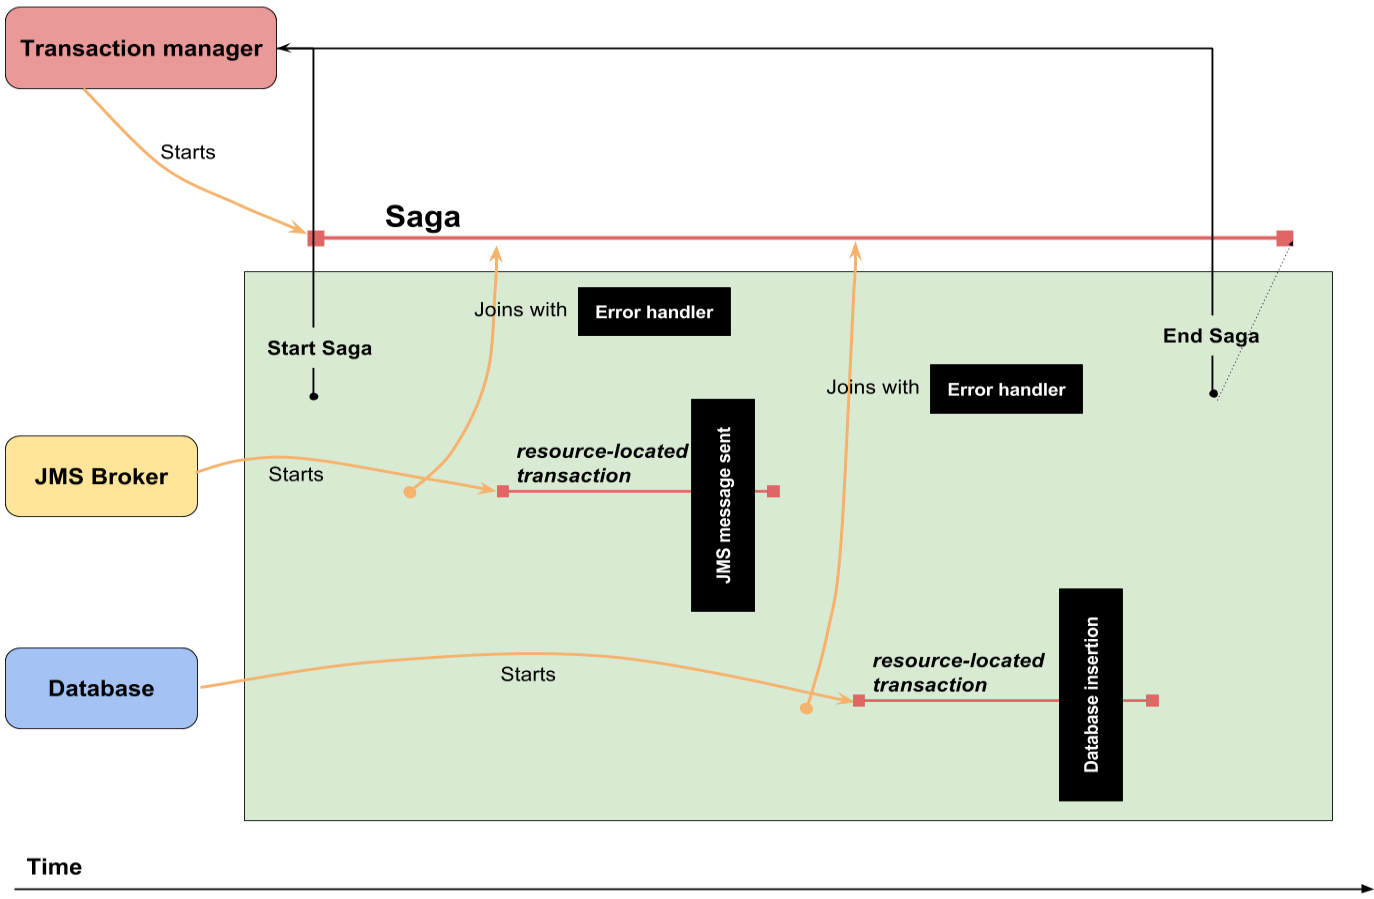 Transaction manager
Starts
Saga
Joins with
Error handler
Start Saga
End Saga
Joins with
Error handler
JMS Broker
Starts
resource-located
transaction
JMS message sent
Database
Starts
resource-located
transaction
Database insertion
Time